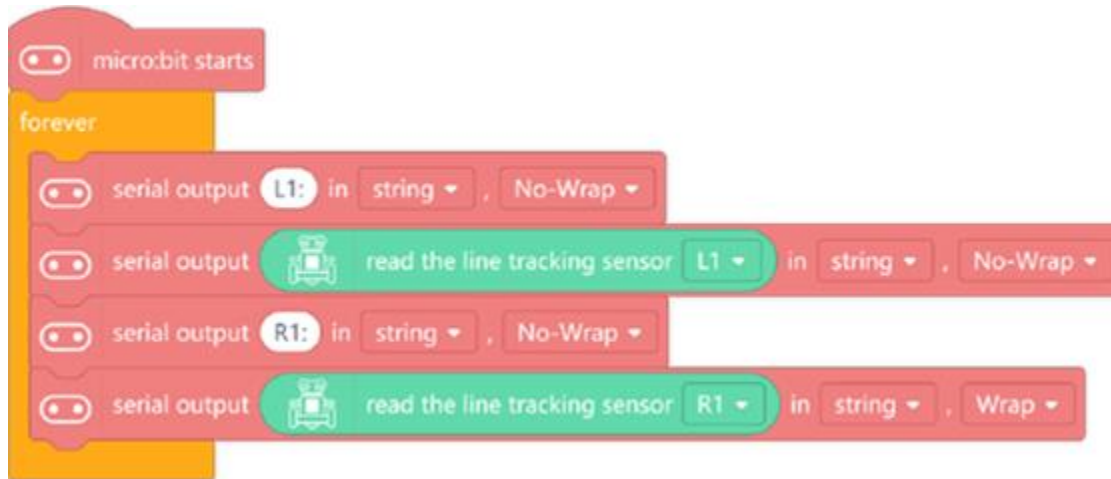 micro:bit starts
forever
serial output L1: in string , No-Wrap
serial output read the line tracking sensor L1 in string , No-Wrap
serial output R1: in string , No-Wrap
serial output read the line tracking sensor R1 in string , Wrap